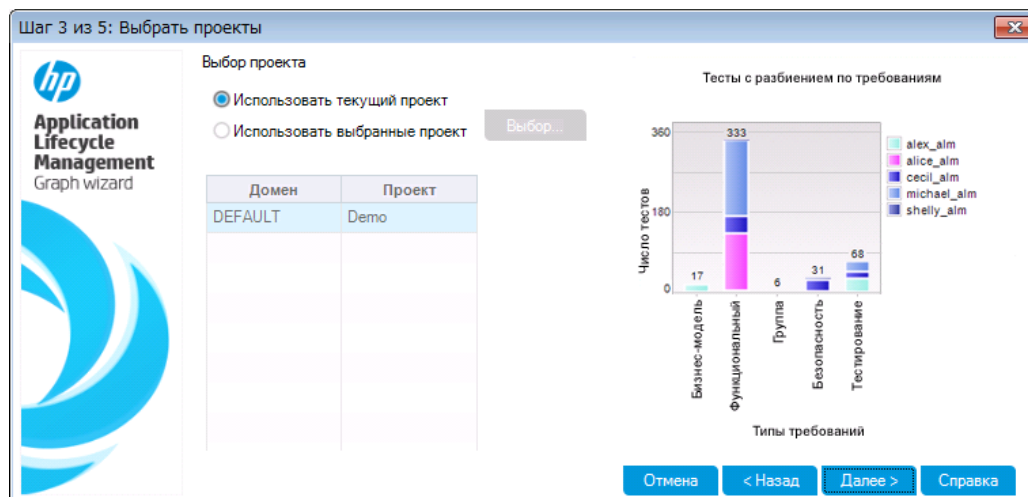 Шаг 3 из 5: Выбрать проекты
hp
Application
Lifecycle
Management
Graph wizard
Выбор проекта
Использовать текущий проект
Использовать выбранные проект
Выбор...
Домен Проект
DEFAULT Demo
Тесты с разбиением по требованиям
Число тестов
360
180
0
17
333
6
31
68
Бизнес-модель
Функциональный
Группа
Безопасность
Тестирование
Типы требований
alex_alm
alice_alm
cecil_alm
michael_alm
shelly_alm
Отмена < Назад Далее > Справка